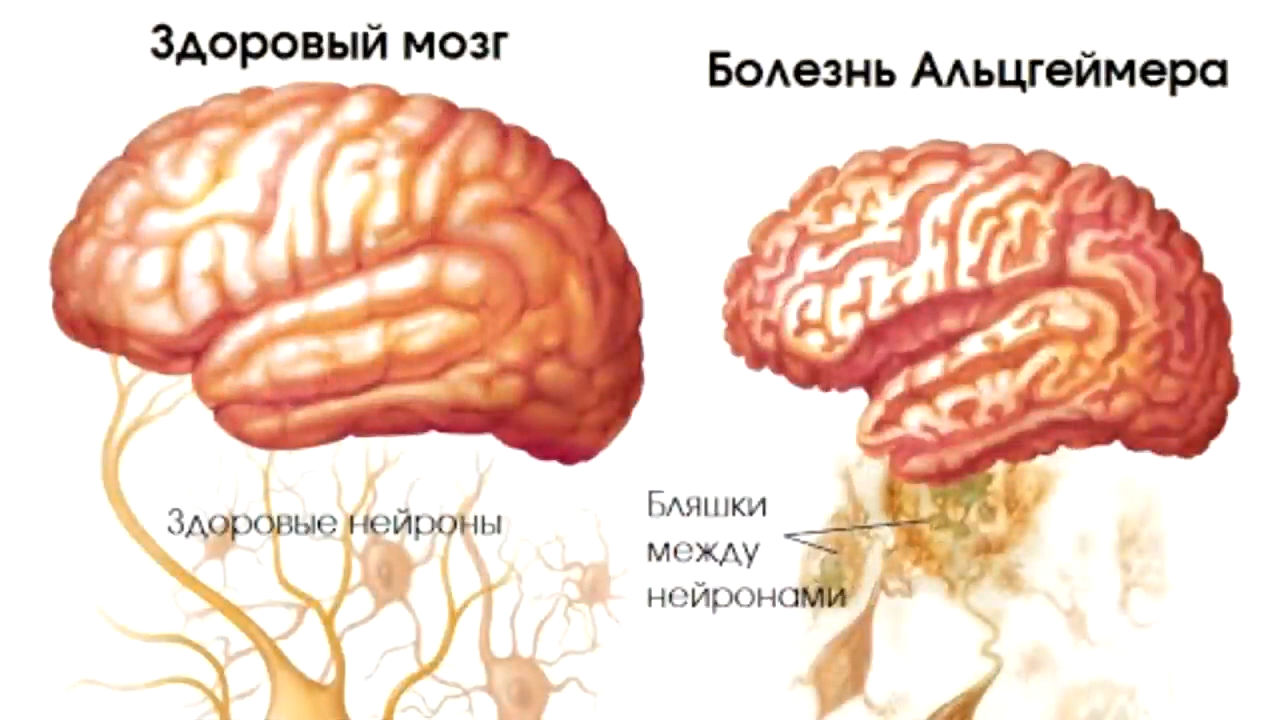 Здоровый мозг
Болезнь Альцгеймера
Здоровые нейроны
Бляшки
между
нейронами